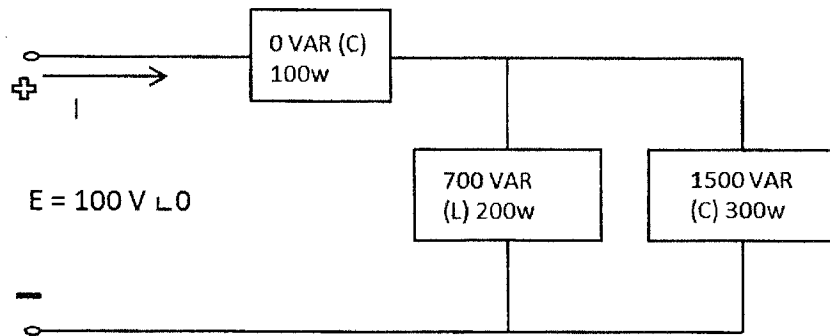 0 VAR (C)
100w
+
I
700 VAR
(L) 200w
1500 VAR
(C) 300w
E = 100 V ∟0
−